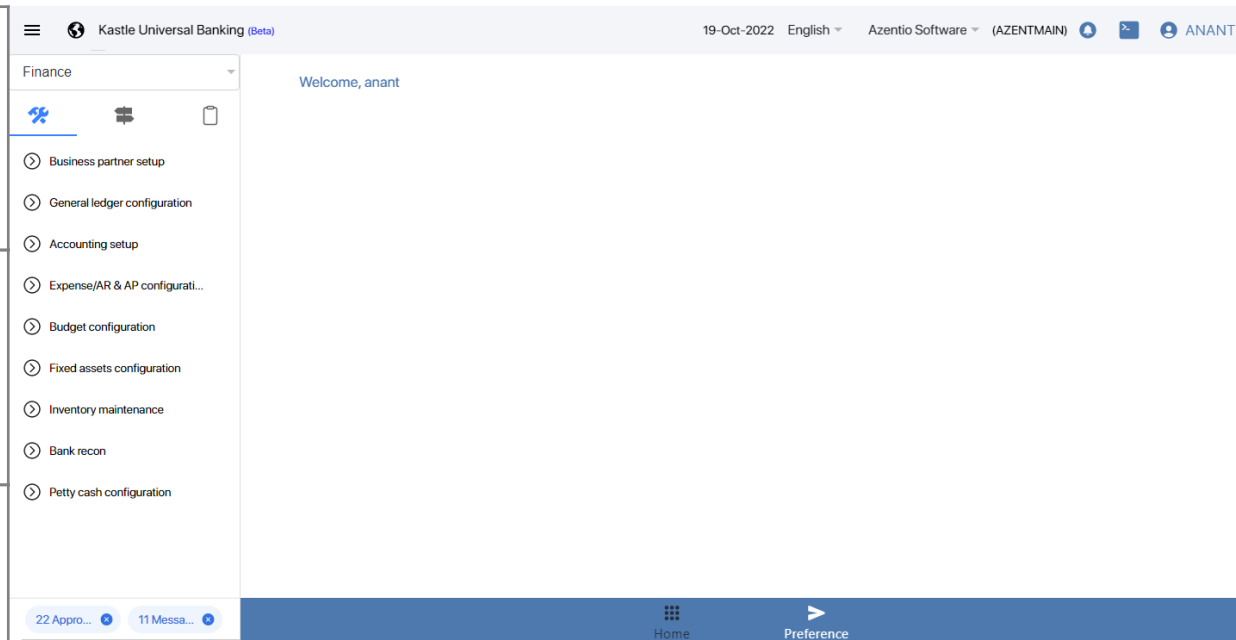 Kastle Universal Banking (Beta)
19-Oct-2022 English Azentio Software (AZENTMAIN) ANANT
Finance
Welcome, anant
Business partner setup
General ledger configuration
Accounting setup
Expense/AR & AP configurati...
Budget configuration
Fixed assets configuration
Inventory maintenance
Bank recon
Petty cash configuration
22 Appro... 11 Messa...
Home Preference